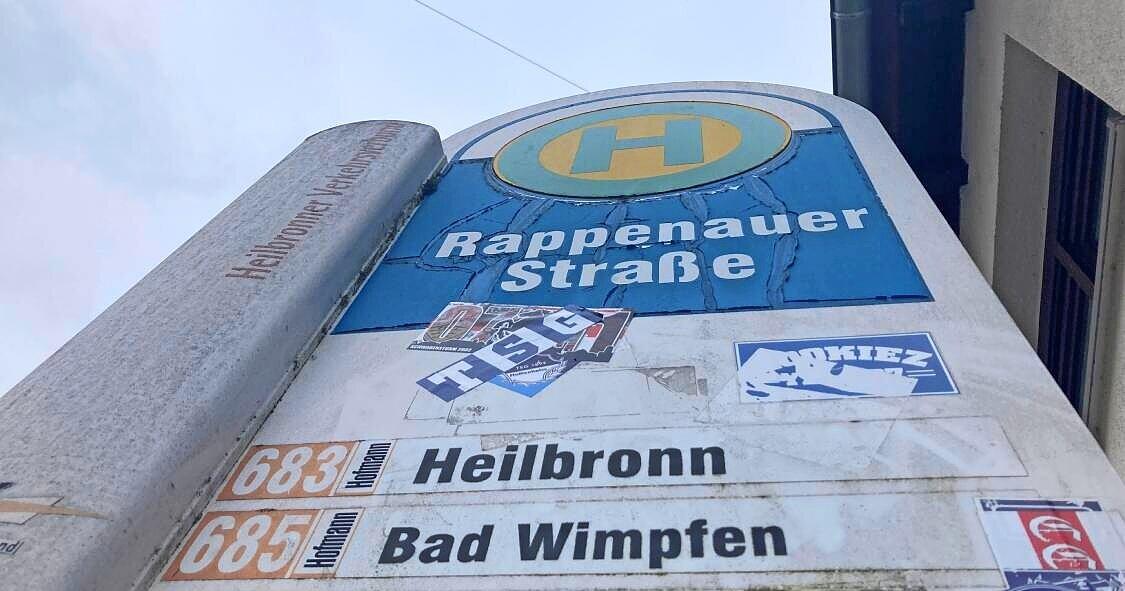 Heilbronner Verkehrsverbund
H
Rappenauer
Straße
TSG
683 Hofmann Heilbronn
685 Hofmann Bad Wimpfen